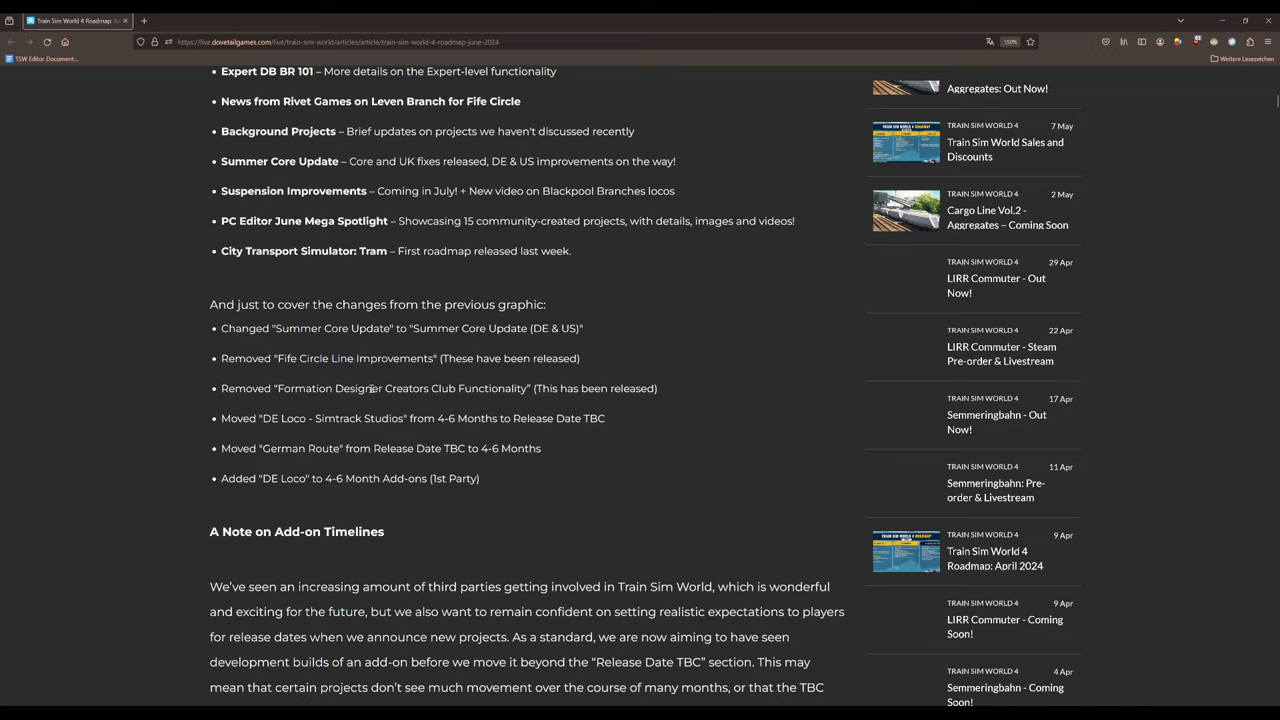 Train Sim World 4 Roadmap: Ju
https://live.dovetailgames.com/live/train-sim-world/articles/article/train-sim-world-4-roadmap-june-2024
150%
TSW Editor Document...
Weitere Lesezeichen
Expert DB BR 101 – More details on the Expert-level functionality
News from Rivet Games on Leven Branch for Fife Circle
Background Projects – Brief updates on projects we haven't discussed recently
Summer Core Update – Core and UK fixes released, DE & US improvements on the way!
Suspension Improvements – Coming in July! + New video on Blackpool Branches locos
PC Editor June Mega Spotlight – Showcasing 15 community-created projects, with details, images and videos!
City Transport Simulator: Tram – First roadmap released last week.
And just to cover the changes from the previous graphic:
Changed "Summer Core Update" to "Summer Core Update (DE & US)"
Removed "Fife Circle Line Improvements" (These have been released)
Removed "Formation Designer Creators Club Functionality" (This has been released)
Moved "DE Loco - Simtrack Studios" from 4-6 Months to Release Date TBC
Moved "German Route" from Release Date TBC to 4-6 Months
Added "DE Loco" to 4-6 Month Add-ons (1st Party)
A Note on Add-on Timelines
We've seen an increasing amount of third parties getting involved in Train Sim World, which is wonderful
and exciting for the future, but we also want to remain confident on setting realistic expectations to players
for release dates when we announce new projects. As a standard, we are now aiming to have seen
development builds of an add-on before we move it beyond the "Release Date TBC" section. This may
mean that certain projects don't see much movement over the course of many months, or that the TBC
Aggregates: Out Now!
TRAIN SIM WORLD 4 7 May
Train Sim World Sales and
Discounts
TRAIN SIM WORLD 4 2 May
Cargo Line Vol.2 -
Aggregates – Coming Soon
TRAIN SIM WORLD 4 29 Apr
LIRR Commuter - Out
Now!
TRAIN SIM WORLD 4 22 Apr
LIRR Commuter - Steam
Pre-order & Livestream
TRAIN SIM WORLD 4 17 Apr
Semmeringbahn - Out
Now!
TRAIN SIM WORLD 4 11 Apr
Semmeringbahn: Pre-
order & Livestream
TRAIN SIM WORLD 4 9 Apr
Train Sim World 4
Roadmap: April 2024
TRAIN SIM WORLD 4 9 Apr
LIRR Commuter - Coming
Soon!
TRAIN SIM WORLD 4 4 Apr
Semmeringbahn - Coming
Soon!